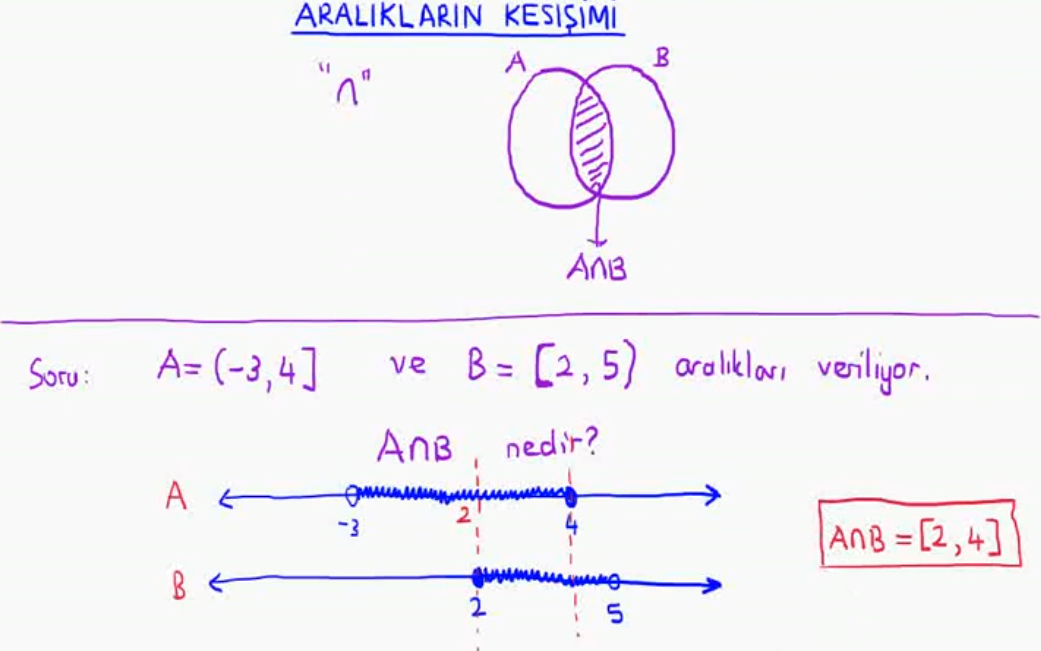 ARALIKLARIN KESİŞİMİ
"∩"
A B
A∩B
Soru: A= (-3,4] ve B = [2, 5) aralıkları veriliyor.
A∩B nedir?
A
-3 2 4
A∩B = [2, 4]
B
2 5